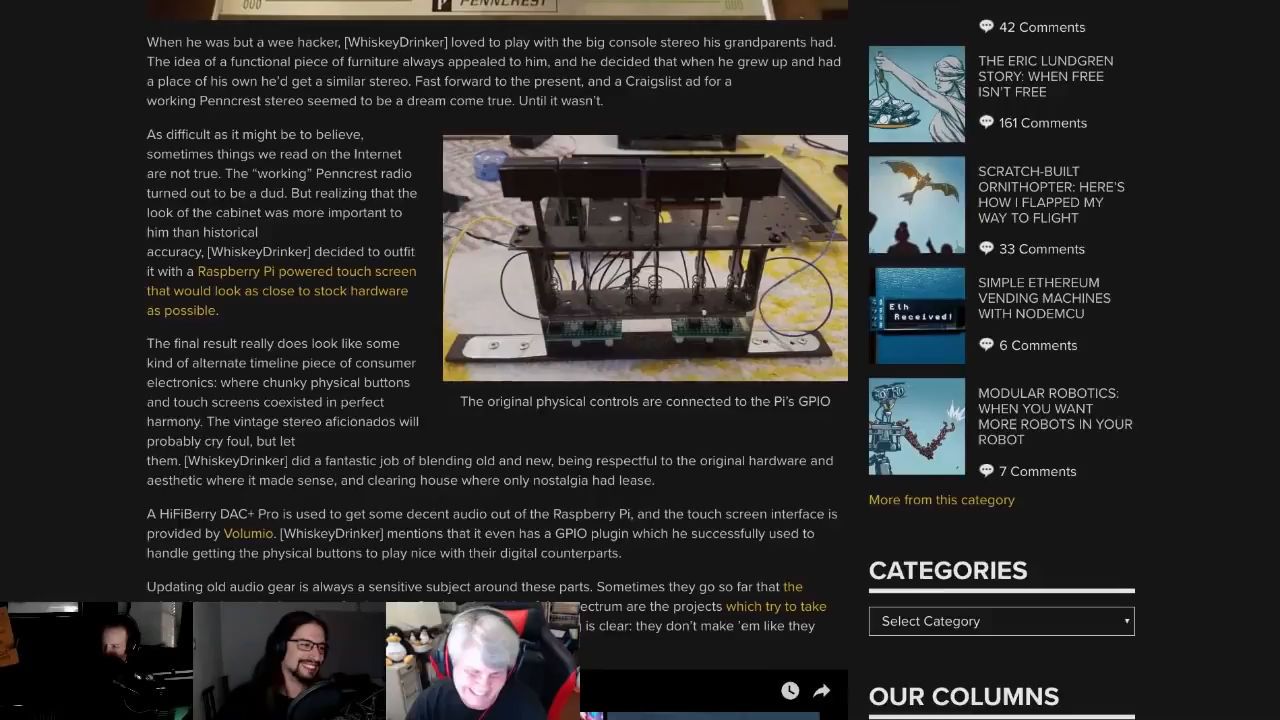 PENNCREST
When he was but a wee hacker, [WhiskeyDrinker] loved to play with the big console stereo his grandparents had.
The idea of a functional piece of furniture always appealed to him, and he decided that when he grew up and had
a place of his own he'd get a similar stereo. Fast forward to the present, and a Craigslist ad for a
working Penncrest stereo seemed to be a dream come true. Until it wasn't.
As difficult as it might be to believe,
sometimes things we read on the Internet
are not true. The “working” Penncrest radio
turned out to be a dud. But realizing that the
look of the cabinet was more important to
him than historical
accuracy, [WhiskeyDrinker] decided to outfit
it with a Raspberry Pi powered touch screen
that would look as close to stock hardware
as possible.
The final result really does look like some
kind of alternate timeline piece of consumer
electronics: where chunky physical buttons
and touch screens coexisted in perfect
harmony. The vintage stereo aficionados will
probably cry foul, but let
them. [WhiskeyDrinker] did a fantastic job of blending old and new, being respectful to the original hardware and
aesthetic where it made sense, and clearing house where only nostalgia had lease.
The original physical controls are connected to the Pi's GPIO
A HiFiBerry DAC+ Pro is used to get some decent audio out of the Raspberry Pi, and the touch screen interface is
provided by Volumio. [WhiskeyDrinker] mentions that it even has a GPIO plugin which he successfully used to
handle getting the physical buttons to play nice with their digital counterparts.
Updating old audio gear is always a sensitive subject around these parts. Sometimes they go so far that the
are the projects which try to take
is clear: they don't make 'em like they
42 Comments
THE ERIC LUNDGREN
STORY: WHEN FREE
ISN'T FREE
161 Comments
SCRATCH-BUILT
ORNITHOPTER: HERE'S
HOW I FLAPPED MY
WAY TO FLIGHT
33 Comments
Eth
Received!
SIMPLE ETHEREUM
VENDING MACHINES
WITH NODEMCU
6 Comments
MODULAR ROBOTICS:
WHEN YOU WANT
MORE ROBOTS IN YOUR
ROBOT
7 Comments
More from this category
CATEGORIES
Select Category
OUR COLUMNS